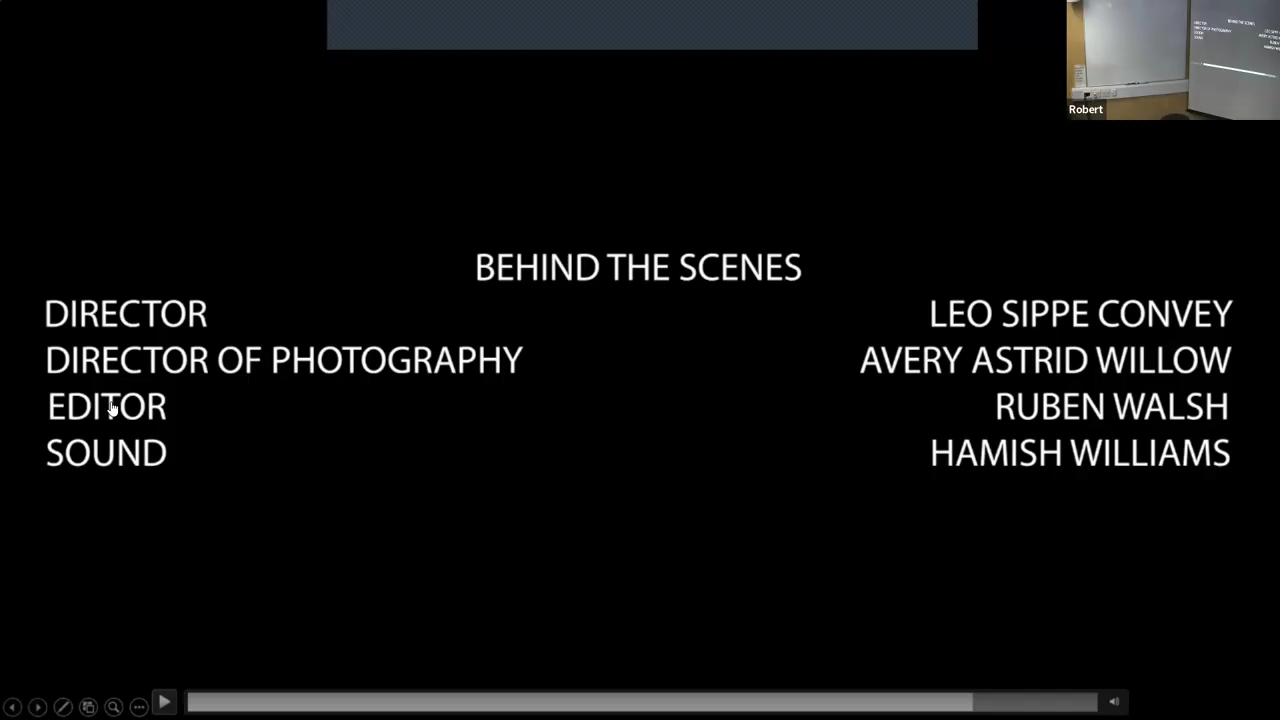 Robert
BEHIND THE SCENES
DIRECTOR LEO SIPPE CONVEY
DIRECTOR OF PHOTOGRAPHY AVERY ASTRID WILLOW
EDITOR RUBEN WALSH
SOUND HAMISH WILLIAMS